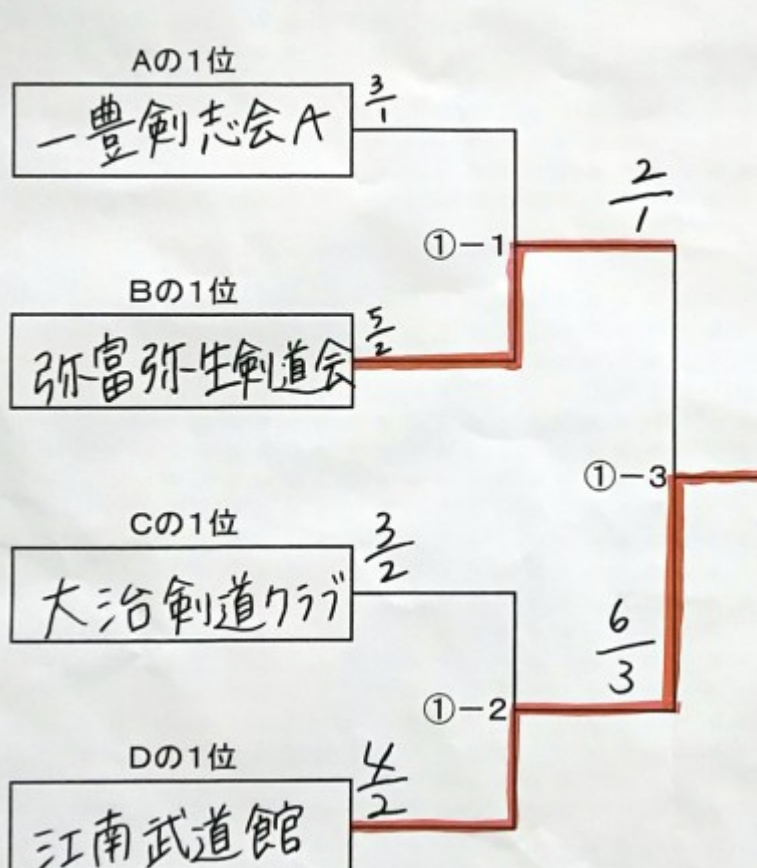 Aの1位
一豊剣志会A
3/1
2/1
①-1
Bの1位
弥富弥生剣道会
5/2
①-3
Cの1位
大治剣道クラブ
3/2
6/3
①-2
Dの1位
江南武道館
4/2